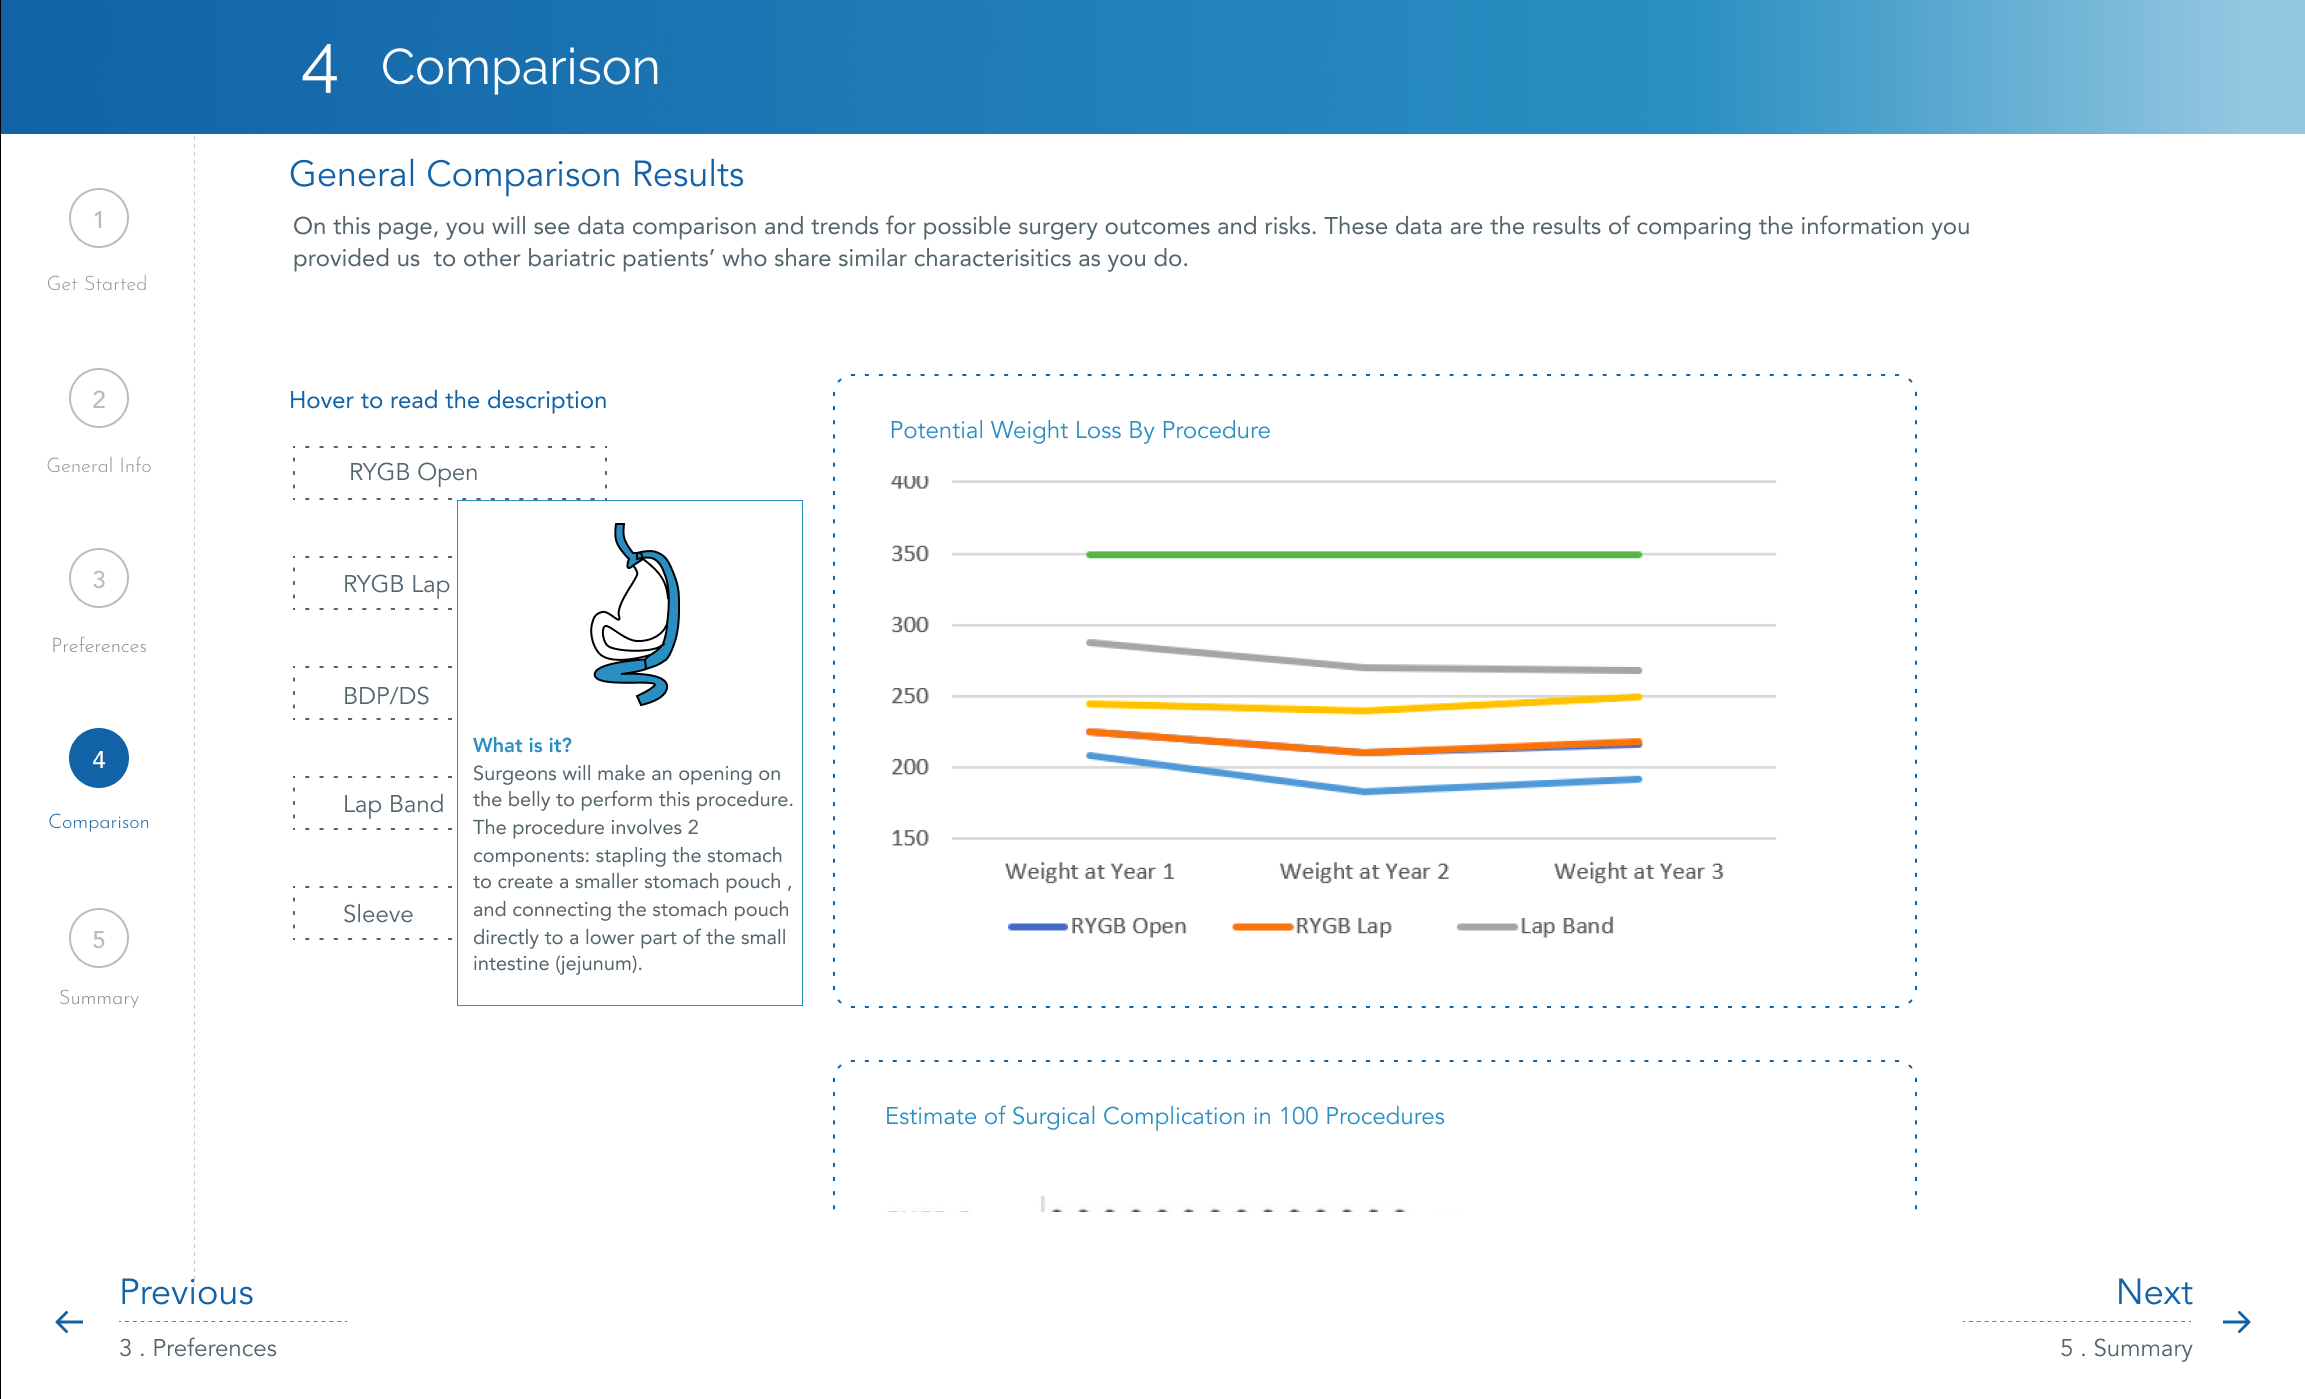 4 Comparison
1
Get Started
2
General Info
3
Preferences
4
Comparison
5
Summary
General Comparison Results
On this page, you will see data comparison and trends for possible surgery outcomes and risks. These data are the results of comparing the information you
provided us  to other bariatric patients’ who share similar characterisitics as you do.
Hover to read the description
RYGB Open
RYGB Lap
BDP/DS
Lap Band
Sleeve
What is it?
Surgeons will make an opening on
the belly to perform this procedure.
The procedure involves 2
components: stapling the stomach
to create a smaller stomach pouch ,
and connecting the stomach pouch
directly to a lower part of the small
intestine (jejunum).
Potential Weight Loss By Procedure
400
350
300
250
200
150
Weight at Year 1 Weight at Year 2 Weight at Year 3
RYGB Open RYGB Lap Lap Band
Estimate of Surgical Complication in 100 Procedures
Previous
3 . Preferences
Next
5 . Summary